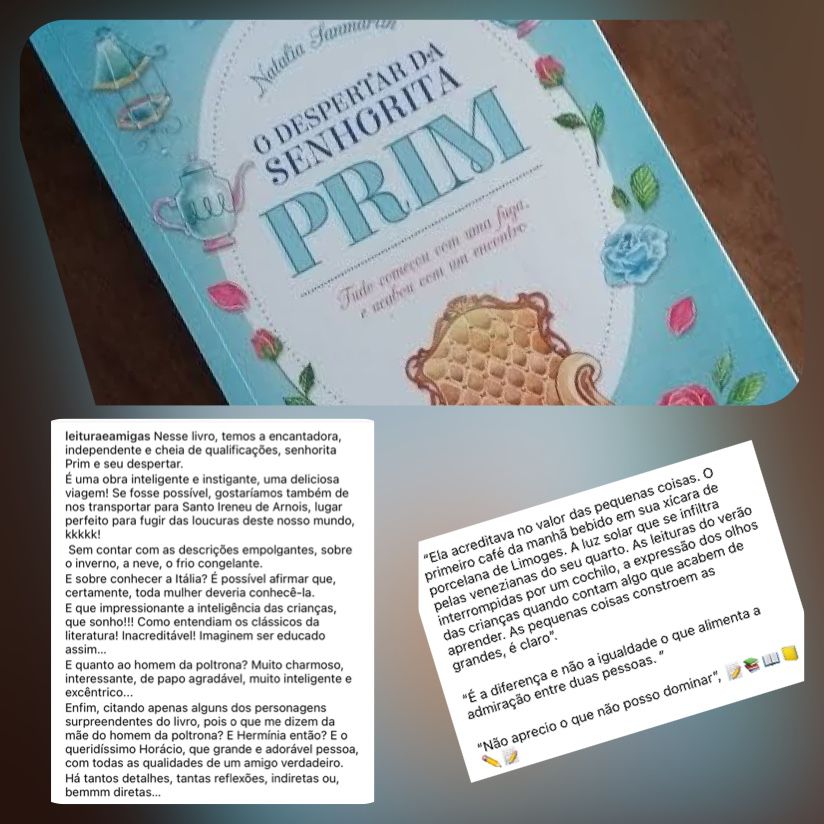 Natalia Sanmartin
O DESPERTAR DA
SENHORITA
PRIM
Tudo começou com uma fuga,
e acabou com um encontro
leituraeamigas Nesse livro, temos a encantadora,
independente e cheia de qualificações, senhorita
Prim e seu despertar.
É uma obra inteligente e instigante, uma deliciosa
viagem! Se fosse possível, gostaríamos também de
nos transportar para Santo Ireneu de Arnois, lugar
perfeito para fugir das loucuras deste nosso mundo,
kkkkk!
Sem contar com as descrições empolgantes, sobre
o inverno, a neve, o frio congelante.
E sobre conhecer a Itália? É possível afirmar que,
certamente, toda mulher deveria conhecê-la.
E que impressionante a inteligência das crianças,
que sonho!!! Como entendiam os clássicos da
literatura! Inacreditável! Imaginem ser educado
assim...
E quanto ao homem da poltrona? Muito charmoso,
interessante, de papo agradável, muito inteligente e
excêntrico...
Enfim, citando apenas alguns dos personagens
surpreendentes do livro, pois o que me dizem da
mãe do homem da poltrona? E Hermínia então? E o
queridíssimo Horácio, que grande e adorável pessoa,
com todas as qualidades de um amigo verdadeiro.
Há tantos detalhes, tantas reflexões, indiretas ou,
bemmm diretas...
“Ela acreditava no valor das pequenas coisas. O
primeiro café da manhã bebido em sua xícara de
porcelana de Limoges. A luz solar que se infiltra
pelas venezianas do seu quarto. As leituras do verão
interrompidas por um cochilo, a expressão dos olhos
das crianças quando contam algo que acabem de
aprender. As pequenas coisas constroem as
grandes, é claro”.
“É a diferença e não a igualdade o que alimenta a
admiração entre duas pessoas. ”
“Não aprecio o que não posso dominar”, 📝📚📖📒
✏️📝